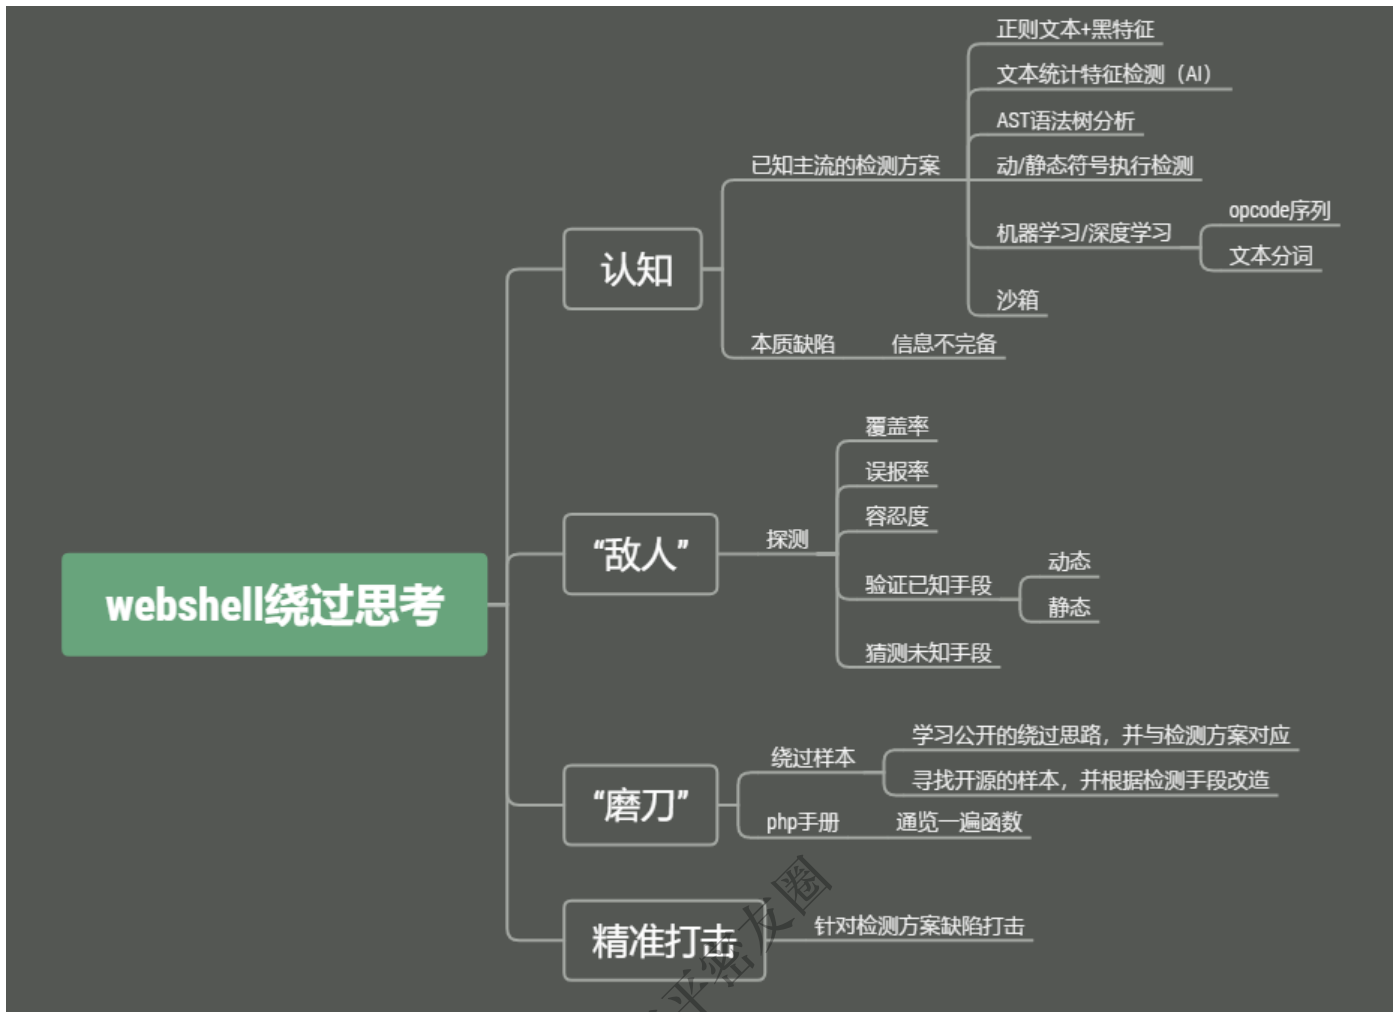 webshell绕过思考
认知
已知主流的检测方案
正则文本+黑特征
文本统计特征检测（AI）
AST语法树分析
动/静态符号执行检测
机器学习/深度学习
opcode序列
文本分词
沙箱
本质缺陷
信息不完备
“敌人”
探测
覆盖率
误报率
容忍度
验证已知手段
动态
静态
猜测未知手段
“磨刀”
绕过样本
学习公开的绕过思路，并与检测方案对应
寻找开源的样本，并根据检测手段改造
php手册
通览一遍函数
精准打击
针对检测方案缺陷打击
平密友圈